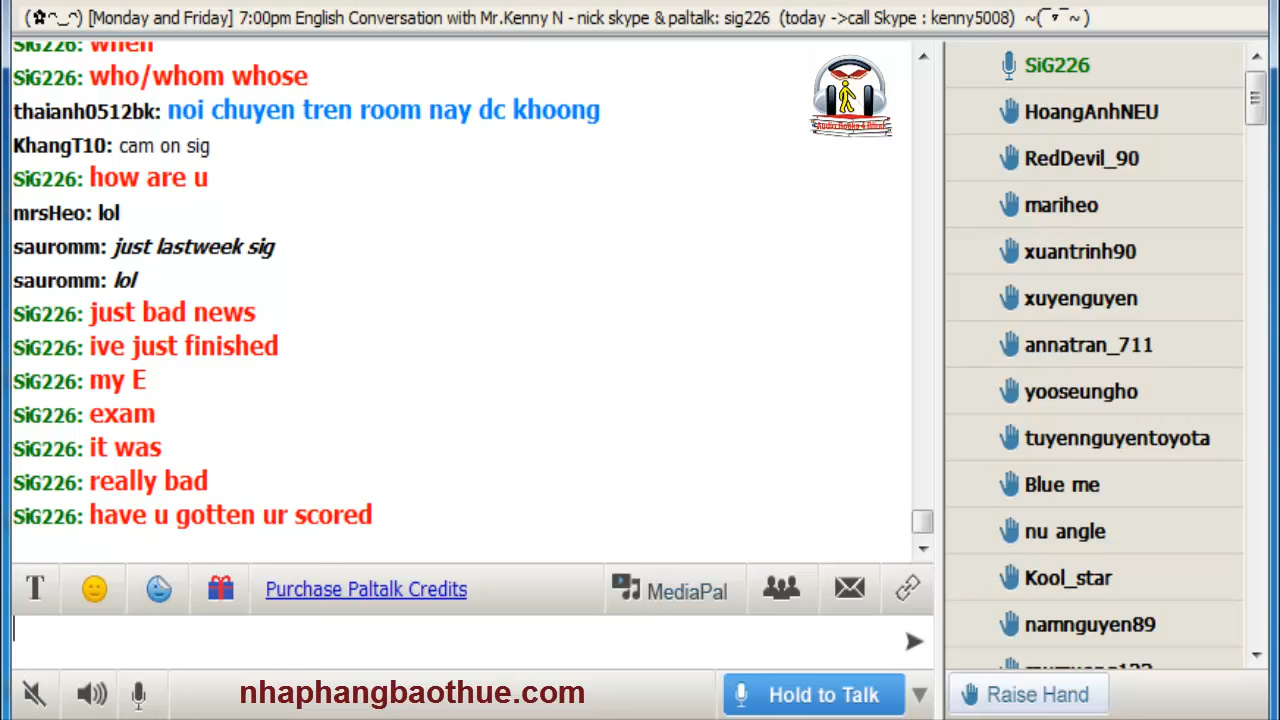 (✿◠‿◠) [Monday and Friday] 7:00pm English Conversation with Mr.Kenny N - nick skype & paltalk: sig226 (today ->call Skype : kenny5008) ~(‾▿‾~)
SiG226: when
SiG226: who/whom whose
thaianh0512bk: noi chuyen tren room nay dc khoong
KhangT10: cam on sig
SiG226: how are u
mrsHeo: lol
sauromm: just lastweek sig
sauromm: lol
SiG226: just bad news
SiG226: ive just finished
SiG226: my E
SiG226: exam
SiG226: it was
SiG226: really bad
SiG226: have u gotten ur scored
T
Purchase Paltalk Credits
MediaPal
nhaphangbaothue.com
Hold to Talk
SiG226
HoangAnhNEU
RedDevil_90
mariheo
xuantrinh90
xuyenguyen
annatran_711
yooseungho
tuyennguyentoyota
Blue me
nu angle
Kool_star
namnguyen89
Raise Hand